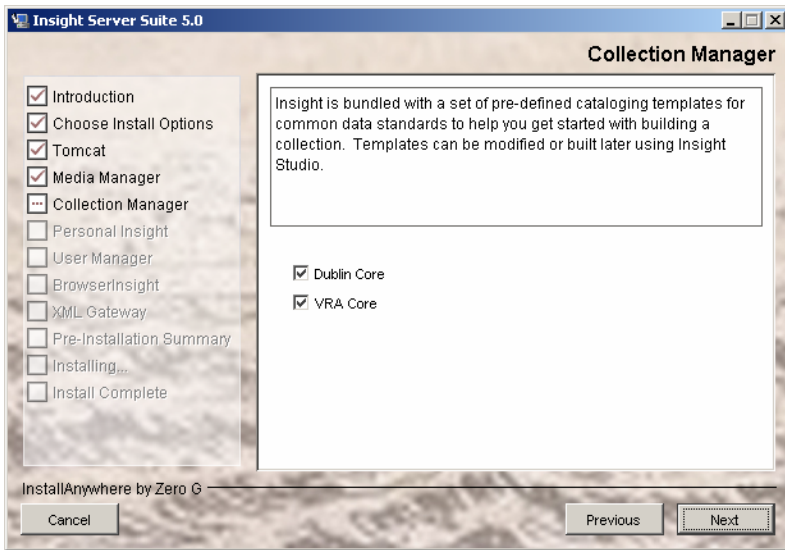 Insight Server Suite 5.0
Collection Manager
Introduction
Choose Install Options
Tomcat
Media Manager
Collection Manager
Personal Insight
User Manager
BrowserInsight
XML Gateway
Pre-Installation Summary
Installing...
Install Complete
Insight is bundled with a set of pre-defined cataloging templates for
common data standards to help you get started with building a
collection. Templates can be modified or built later using Insight
Studio.
Dublin Core
VRA Core
InstallAnywhere by Zero G
Cancel
Previous
Next